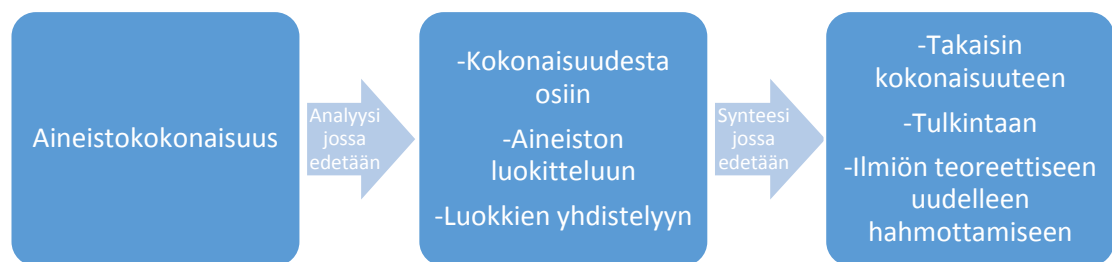 Aineistokokonaisuus
Analyysi
jossa
edetään
-Kokonaisuudesta
osiin
-Aineiston
luokitteluun
-Luokkien yhdistelyyn
Synteesi
jossa
edetään
-Takaisin
kokonaisuuteen
-Tulkintaan
-Ilmiön teoreettiseen
uudelleen
hahmottamiseen